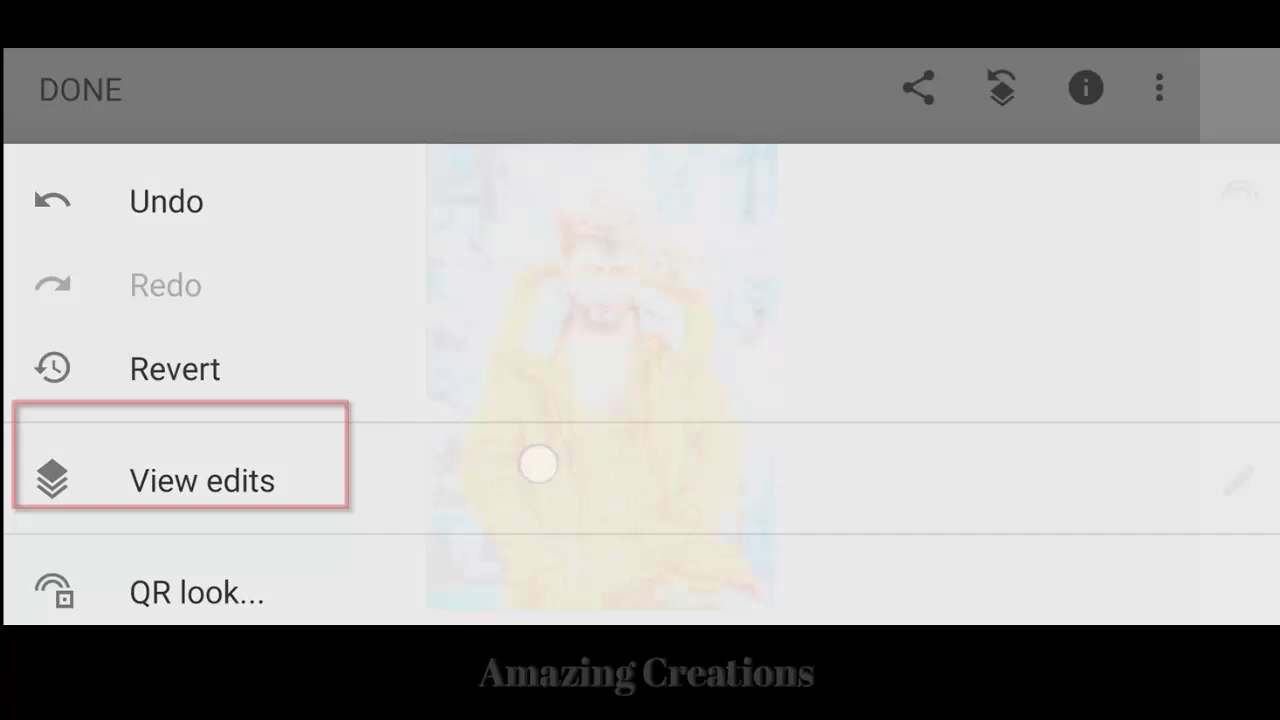 DONE
Undo
Redo
Revert
View edits
QR look...
Amazing Creations